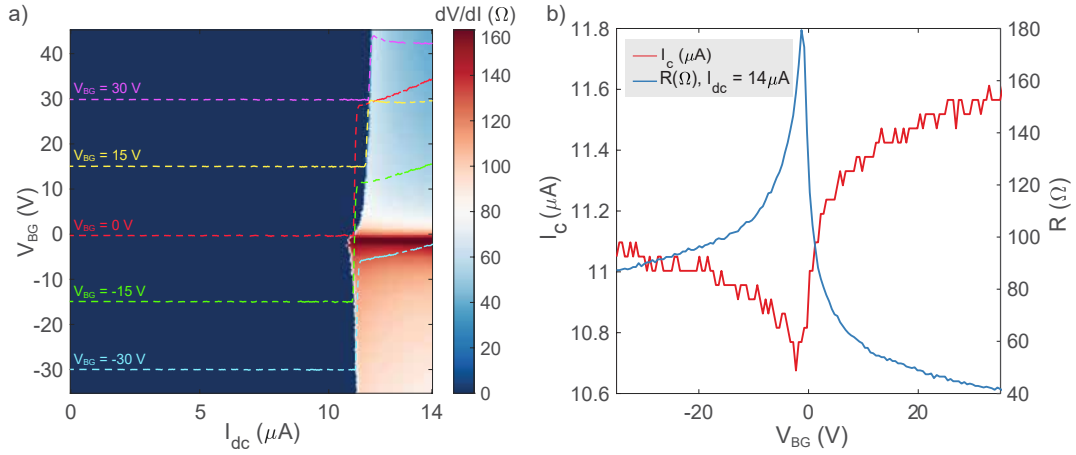 a)
dV/dI (Ω)
V_BG (V)
40
30
20
10
0
-10
-20
-30
V_BG = 30 V
V_BG = 15 V
V_BG = 0 V
V_BG = -15 V
V_BG = -30 V
0
5
10
14
I_dc (μA)
160
140
120
100
80
60
40
20
0
b)
I_C (μA)
11.8
11.6
11.4
11.2
11
10.8
10.6
I_c (μA)
R(Ω), I_dc = 14μA
-20
0
20
V_BG (V)
180
160
140
120
100
80
60
40
R (Ω)